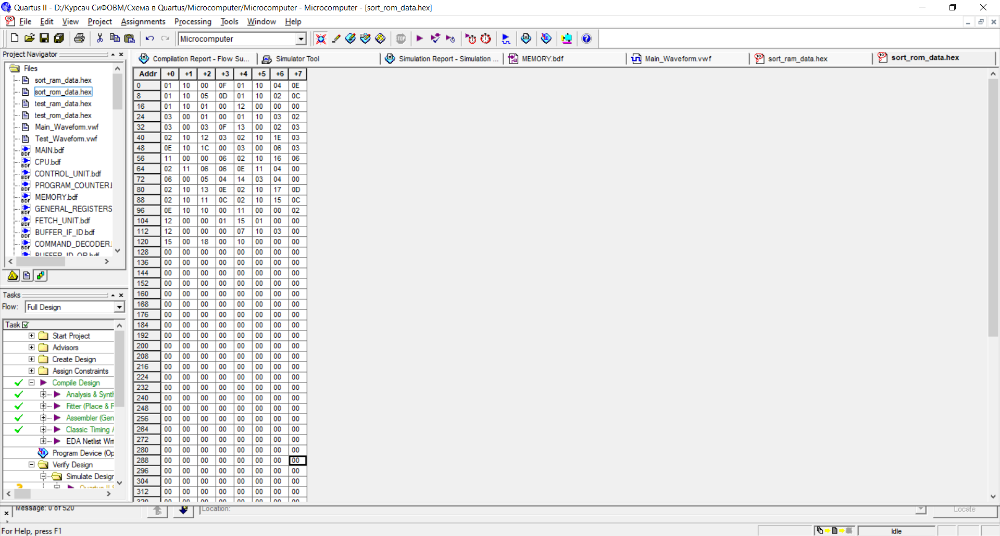 Quartus II - D:/Курсач СиФОВМ/Схема в Quartus/Microcomputer/Microcomputer - Microcomputer - [sort_rom_data.hex]
File Edit View Project Assignments Processing Tools Window Help
Microcomputer
Project Navigator
Files
sort_ram_data.hex
sort_rom_data.hex
test_ram_data.hex
test_rom_data.hex
Main_Waveform.vwf
Test_Waveform.vwf
MAIN.bdf
CPU.bdf
CONTROL_UNIT.bdf
PROGRAM_COUNTER.
MEMORY.bdf
GENERAL_REGISTERS
FETCH_UNIT.bdf
BUFFER_IF_ID.bdf
COMMAND_DECODER.
BUFFER_ID_OR.bdf
Tasks
Flow: Full Design
Task
Start Project
Advisors
Create Design
Assign Constraints
Compile Design
Analysis & Synth
Fitter (Place & F
Assembler (Gen
Classic Timing A
EDA Netlist Wri
Program Device (Op
Verify Design
Simulate Design
Quartus II S
Compilation Report - Flow Su... Simulator Tool Simulation Report - Simulation ... MEMORY.bdf Main_Waveform.vwf sort_ram_data.hex sort_rom_data.hex
Addr +0 +1 +2 +3 +4 +5 +6 +7
0 01 10 00 0F 01 10 04 0E
8 01 10 05 0D 01 10 02 0C
16 01 10 01 00 12 00 00 00
24 03 00 01 00 01 10 03 02
32 03 00 03 0F 13 00 02 03
40 02 10 12 03 02 10 1E 03
48 0E 10 1C 00 03 00 06 03
56 11 00 00 06 02 10 16 06
64 02 11 06 06 0E 11 04 00
72 06 00 05 04 14 03 04 00
80 02 10 13 0E 02 10 17 0D
88 02 10 11 0C 02 10 15 0C
96 0E 10 10 00 11 00 00 02
104 12 00 00 01 15 01 00 00
112 12 00 00 00 07 10 03 00
120 15 00 18 00 10 00 00 00
128 00 00 00 00 00 00 00 00
136 00 00 00 00 00 00 00 00
144 00 00 00 00 00 00 00 00
152 00 00 00 00 00 00 00 00
160 00 00 00 00 00 00 00 00
168 00 00 00 00 00 00 00 00
176 00 00 00 00 00 00 00 00
184 00 00 00 00 00 00 00 00
192 00 00 00 00 00 00 00 00
200 00 00 00 00 00 00 00 00
208 00 00 00 00 00 00 00 00
216 00 00 00 00 00 00 00 00
224 00 00 00 00 00 00 00 00
232 00 00 00 00 00 00 00 00
240 00 00 00 00 00 00 00 00
248 00 00 00 00 00 00 00 00
256 00 00 00 00 00 00 00 00
264 00 00 00 00 00 00 00 00
272 00 00 00 00 00 00 00 00
280 00 00 00 00 00 00 00 00
288 00 00 00 00 00 00 00 00
296 00 00 00 00 00 00 00 00
304 00 00 00 00 00 00 00 00
312 00 00 00 00 00 00 00 00
320 00 00 00 00 00 00 00 00
Message: 0 of 520 Location: Locate
For Help, press F1 Idle